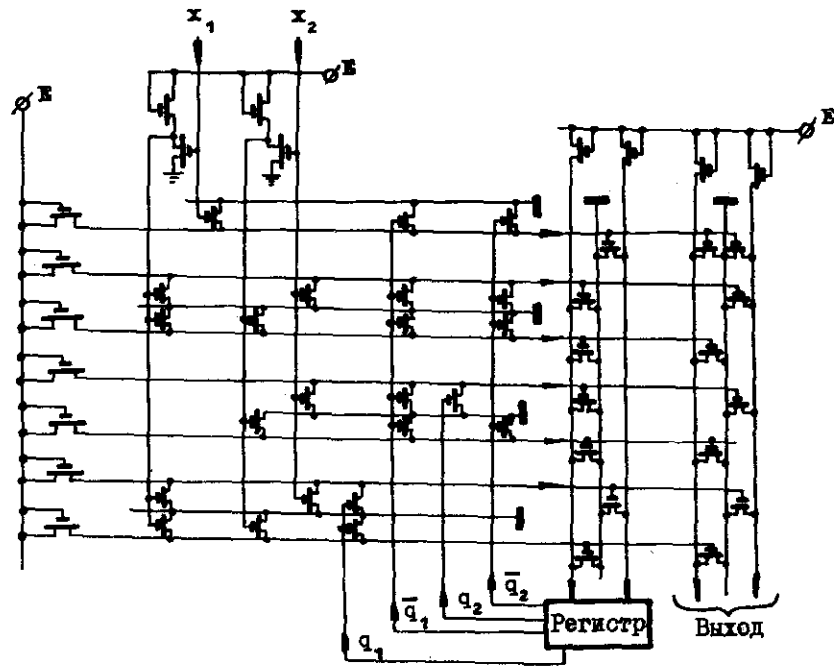 x₁ x₂
E
E
E
q̄₁ q₂ q̄₂
Регистр
Выход
q₁